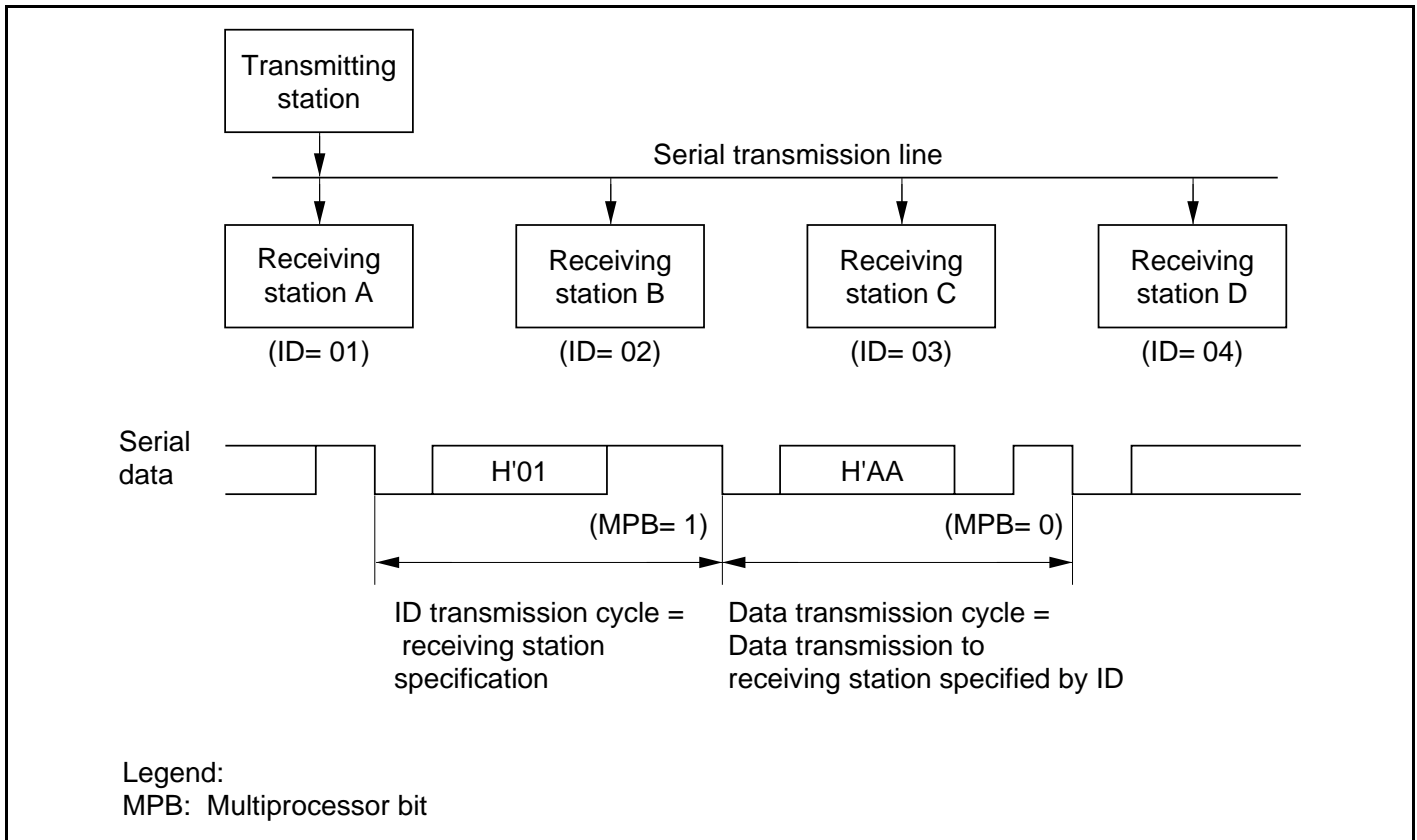 Transmitting
station
Serial transmission line
Receiving
station A
Receiving
station B
Receiving
station C
Receiving
station D
(ID= 01)
(ID= 02)
(ID= 03)
(ID= 04)
Serial
data
H'01
H'AA
(MPB= 1)
(MPB= 0)
ID transmission cycle =
receiving station
specification
Data transmission cycle =
Data transmission to
receiving station specified by ID
Legend:
MPB: Multiprocessor bit